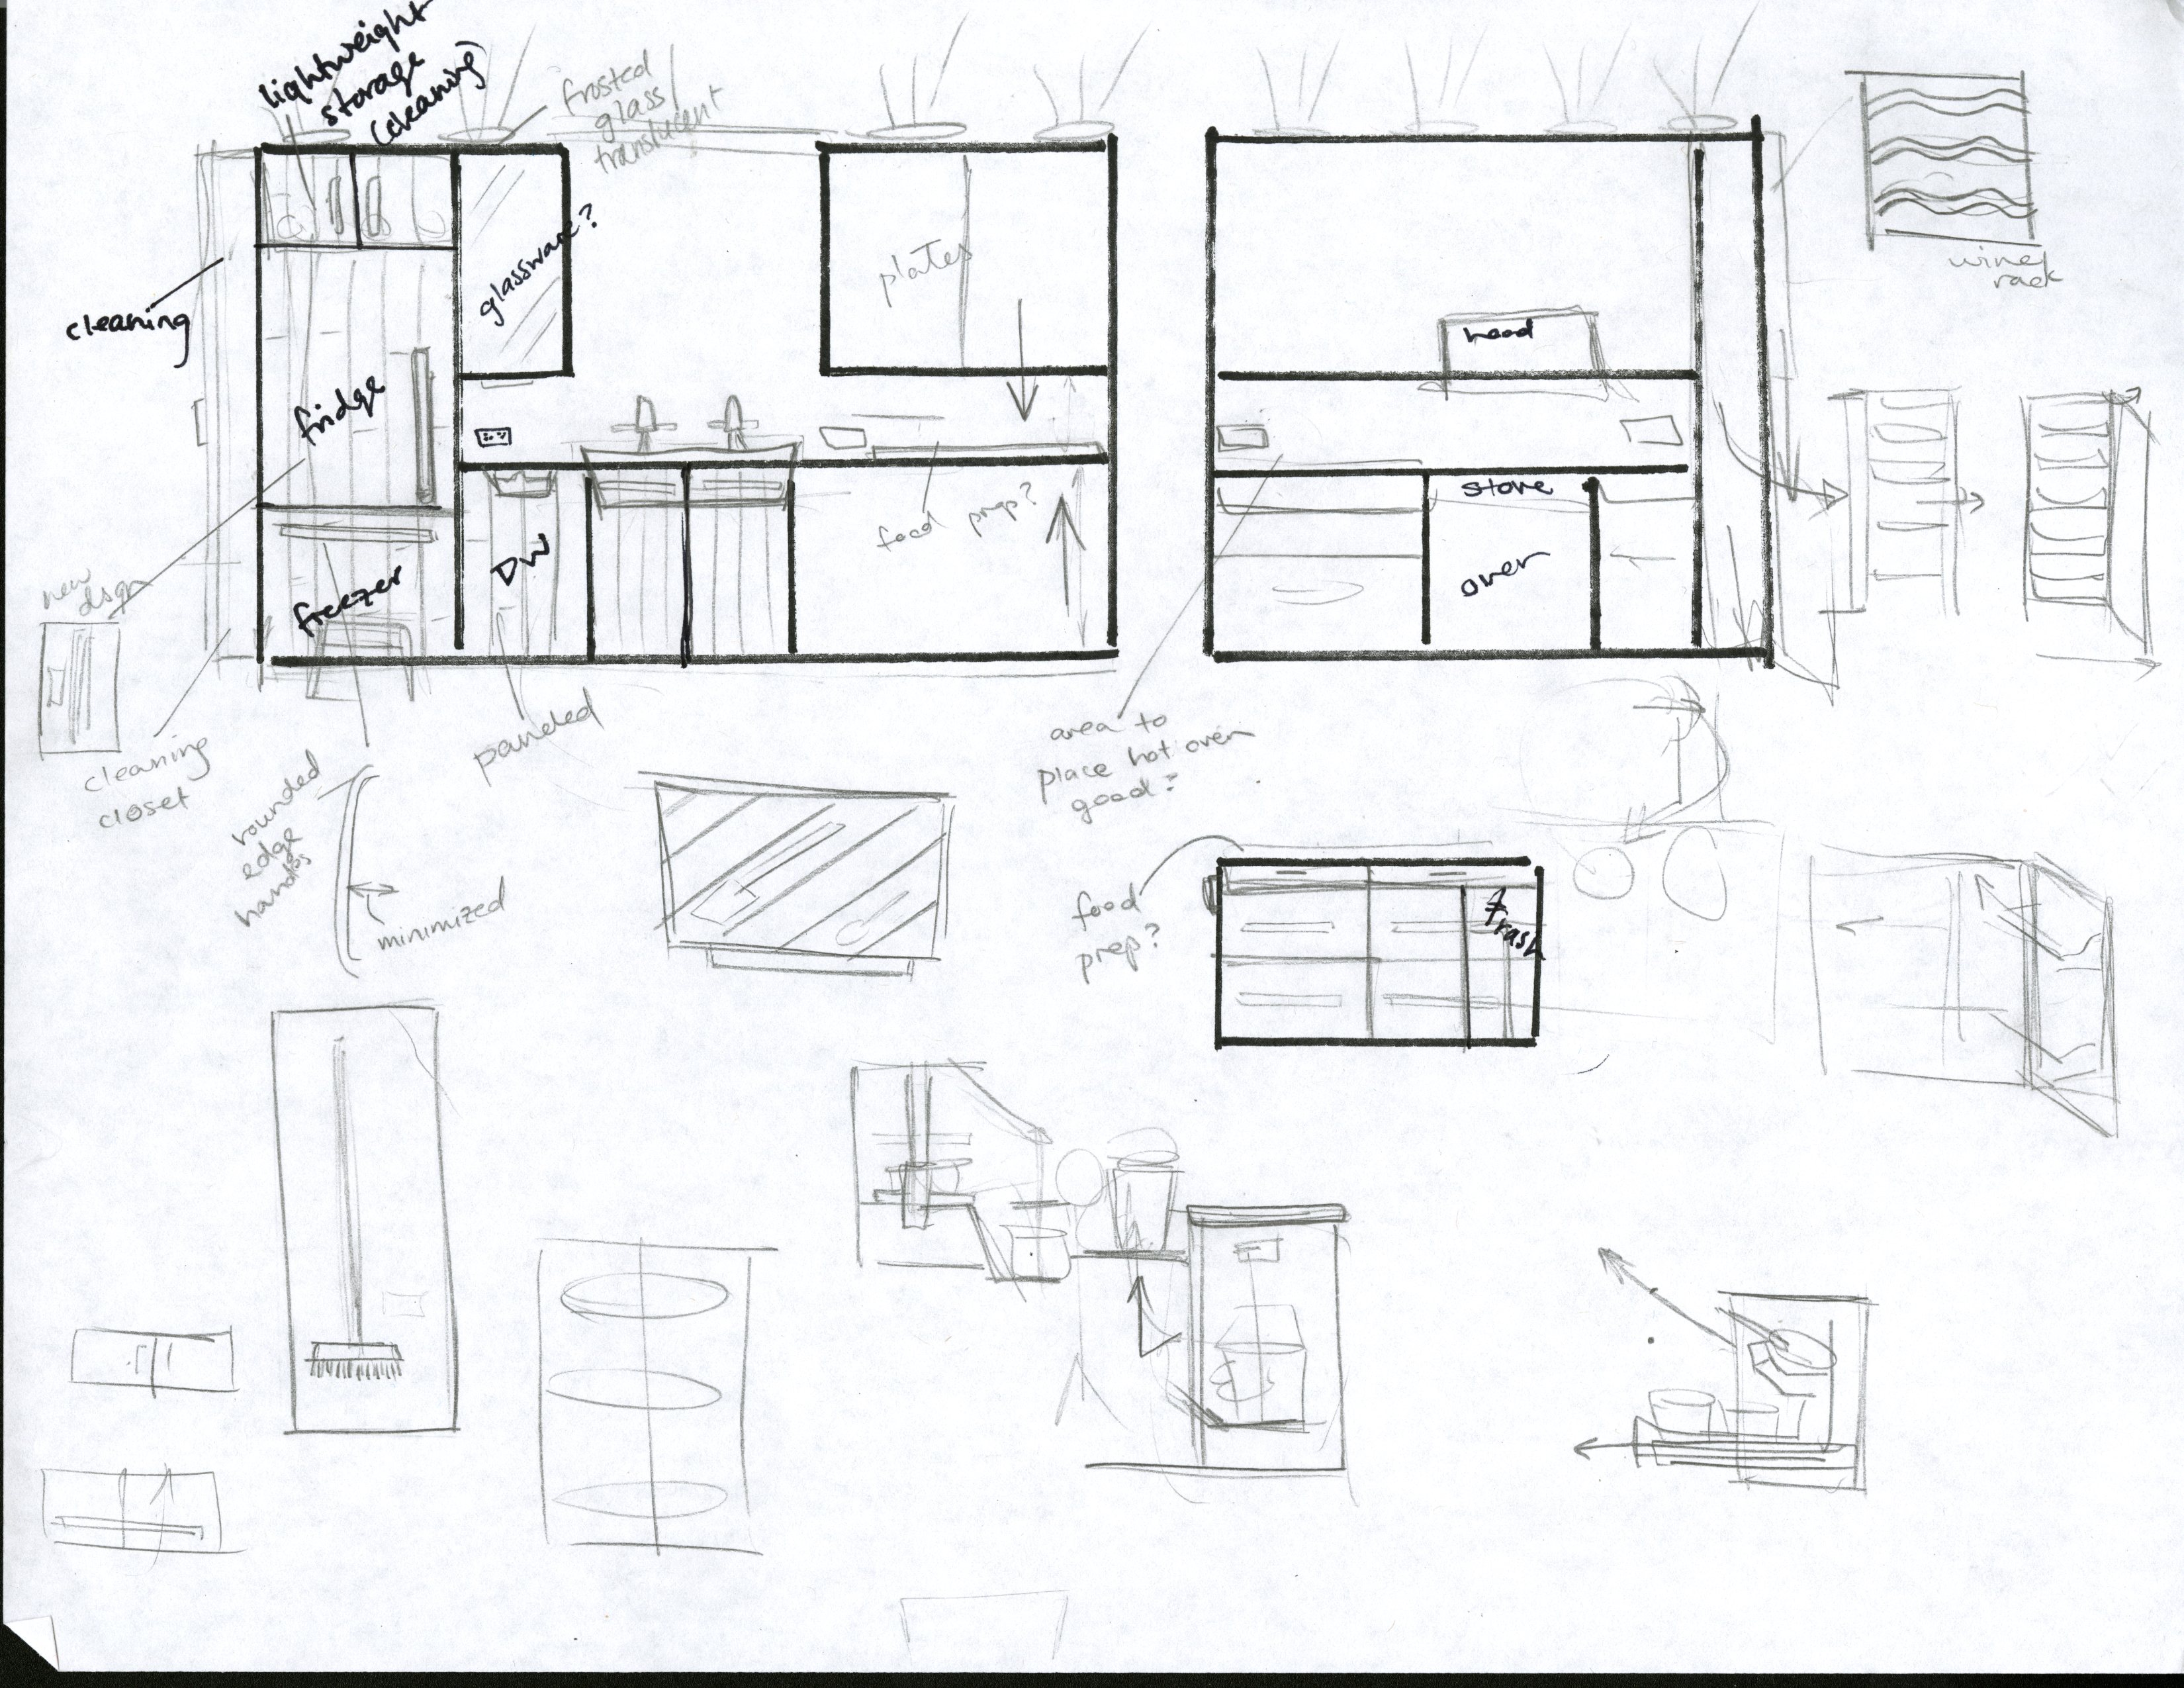 lightweight
storage
(cleaning)
frosted
glass/
translucent
cleaning
glassware?
plates
hood
wine
rack
fridge
stove
food prep?
DW
oven
freezer
new
dsgn
paneled
cleaning
closet
area to
place hot oven
good?
rounded
edge
handles
minimized
food
prep?
trash